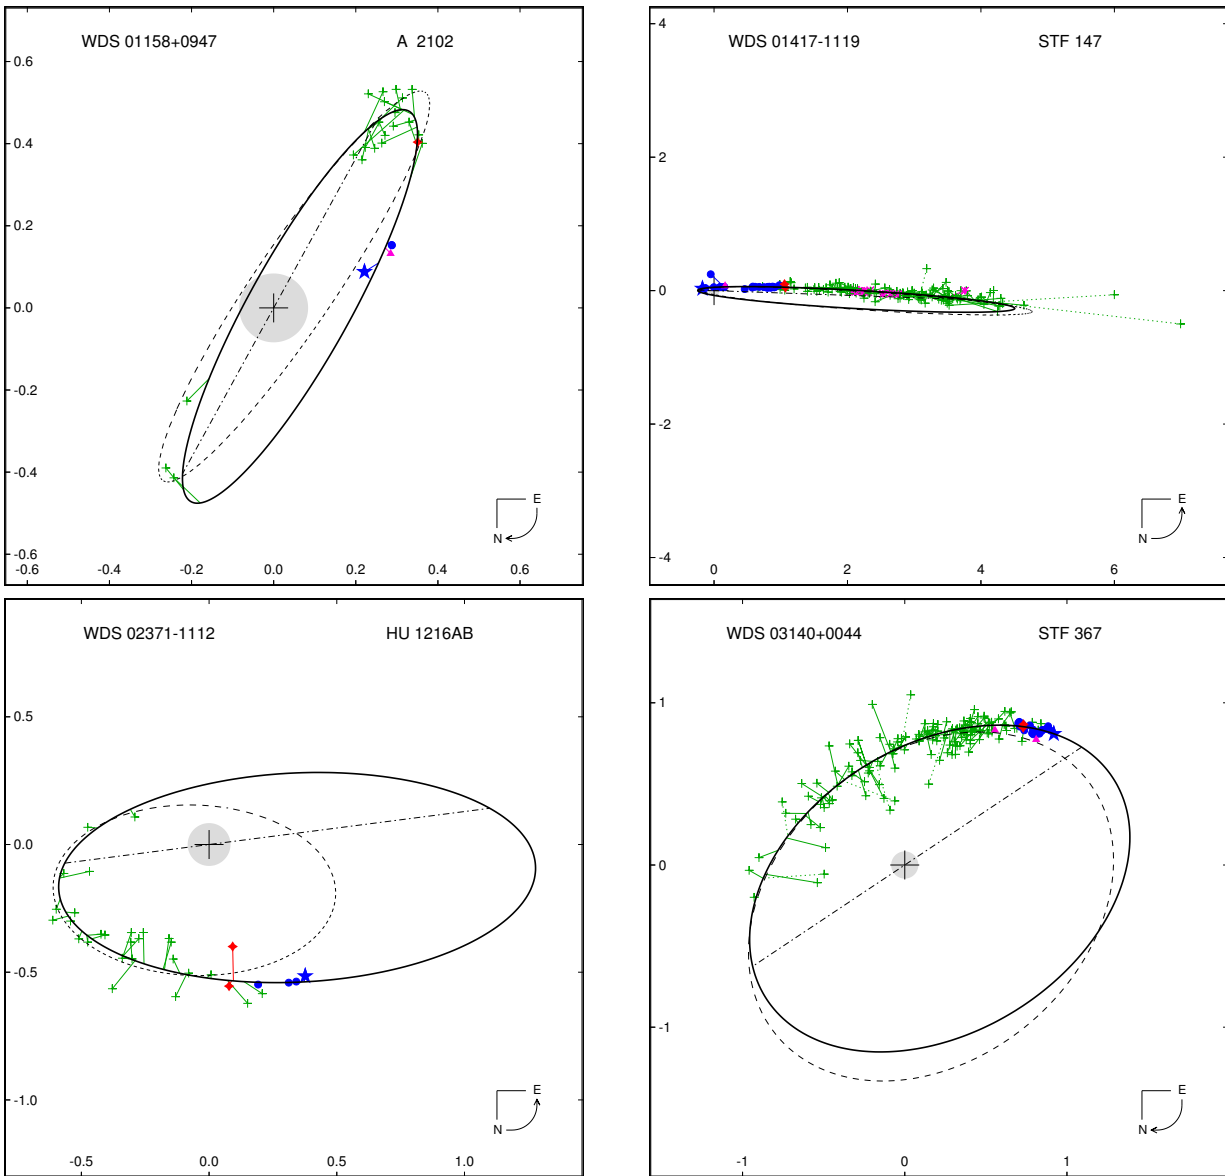 WDS 01158+0947 A 2102
0.6
0.4
0.2
0.0
-0.2
-0.4
-0.6
-0.6 -0.4 -0.2 0.0 0.2 0.4 0.6
E
N
WDS 01417-1119 STF 147
4
2
0
-2
-4
0 2 4 6
E
N
WDS 02371-1112 HU 1216AB
0.5
0.0
-0.5
-1.0
-0.5 0.0 0.5 1.0
E
N
WDS 03140+0044 STF 367
1
0
-1
-1 0 1
E
N